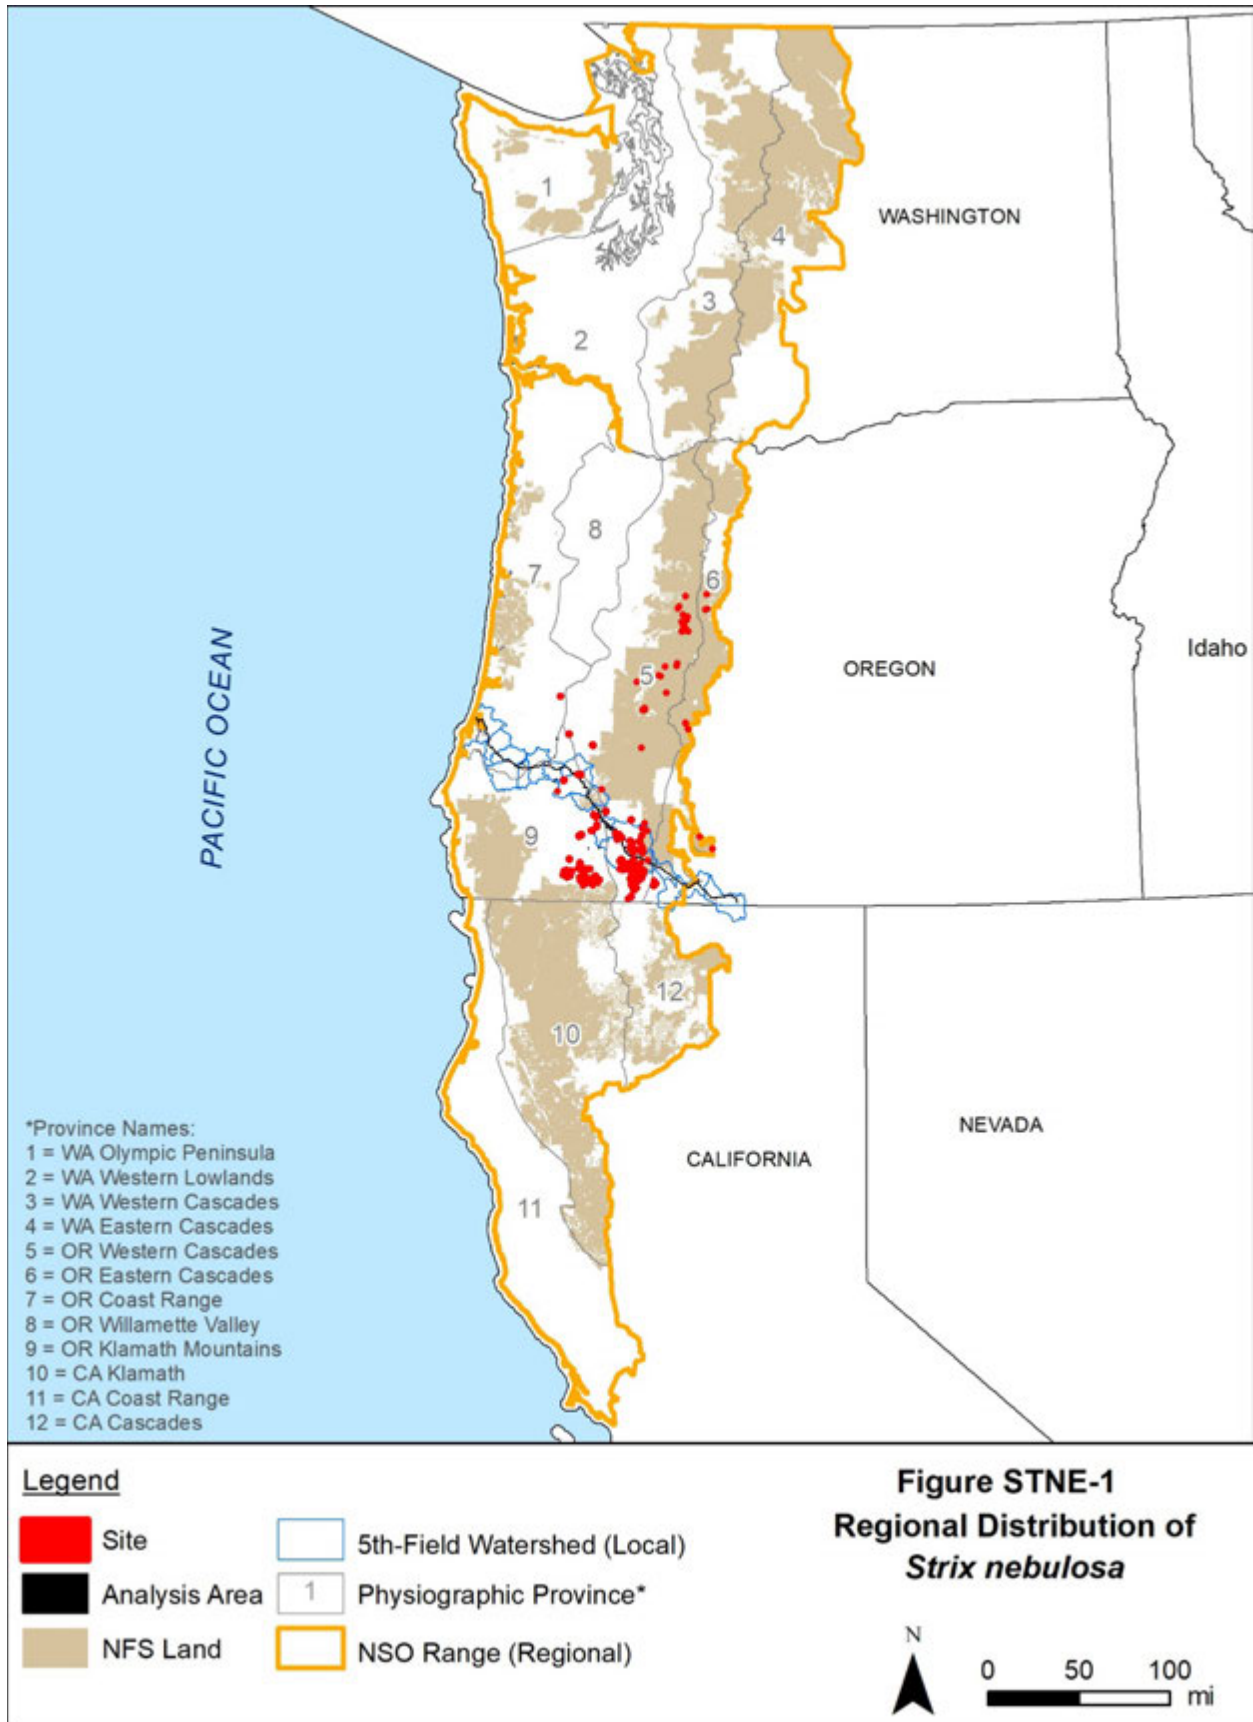 1
WASHINGTON
4
3
2
8
7
6
5
OREGON
Idaho
PACIFIC OCEAN
9
12
10
NEVADA
CALIFORNIA
11
*Province Names:
1 = WA Olympic Peninsula
2 = WA Western Lowlands
3 = WA Western Cascades
4 = WA Eastern Cascades
5 = OR Western Cascades
6 = OR Eastern Cascades
7 = OR Coast Range
8 = OR Willamette Valley
9 = OR Klamath Mountains
10 = CA Klamath
11 = CA Coast Range
12 = CA Cascades
Legend
Site
Analysis Area
NFS Land
5th-Field Watershed (Local)
1 Physiographic Province*
NSO Range (Regional)
Figure STNE-1
Regional Distribution of
Strix nebulosa
N
0 50 100
mi